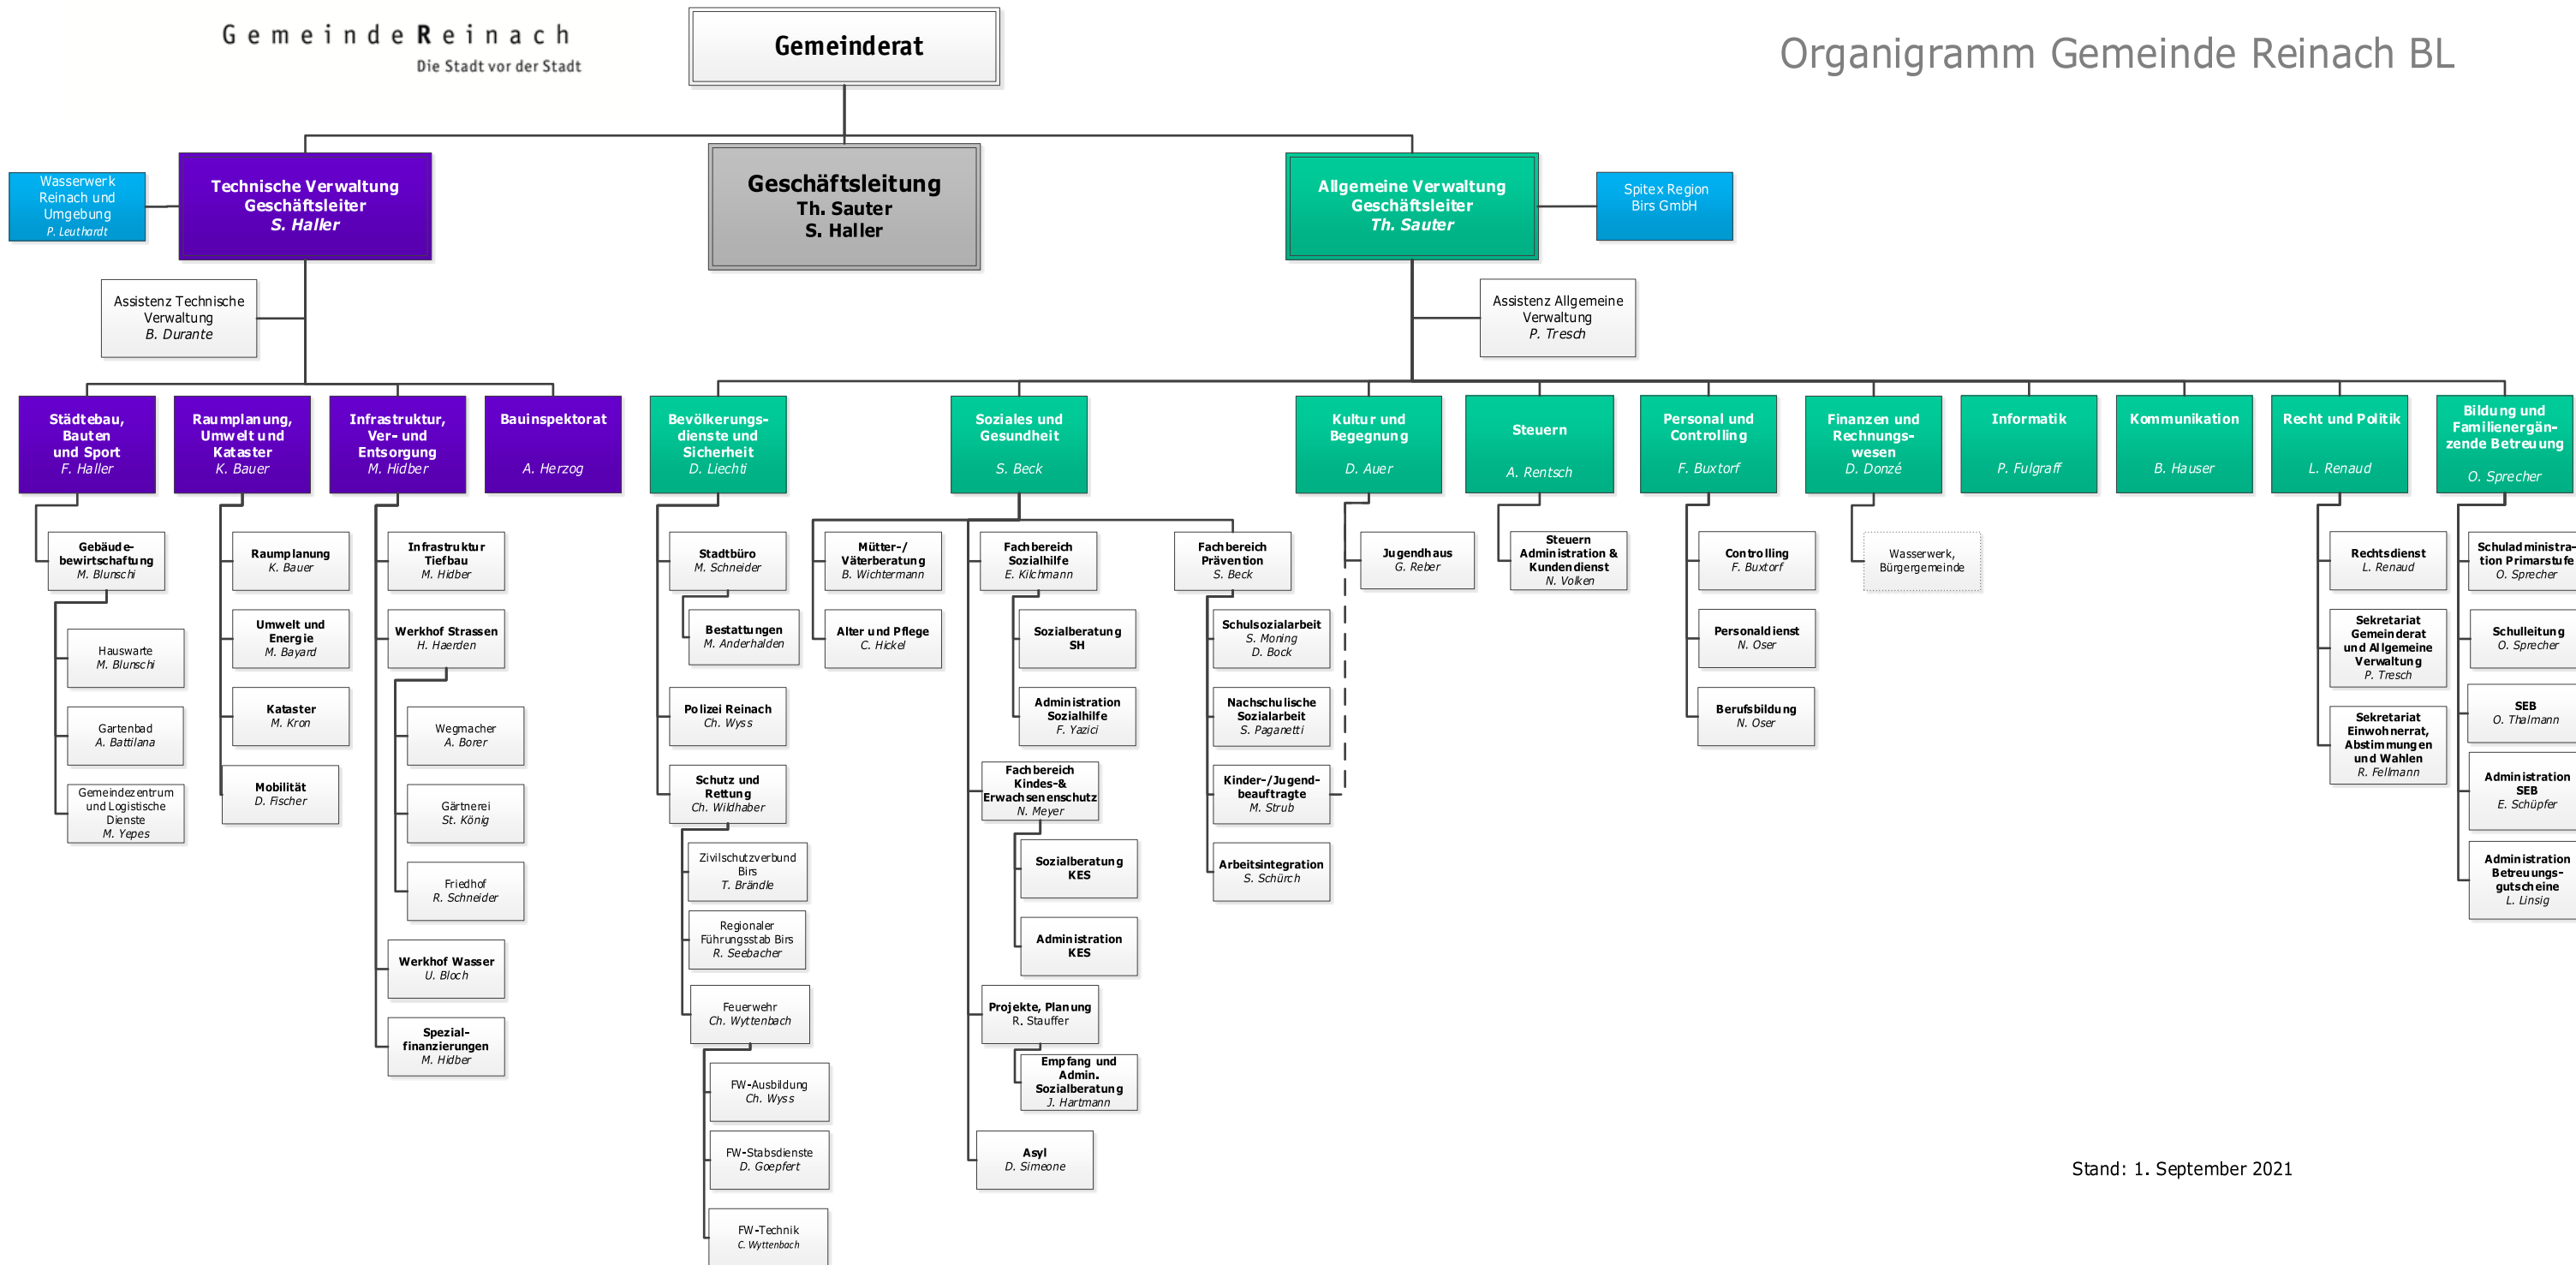 GemeindeReinach
Die Stadt vor der Stadt
Gemeinderat
Organigramm Gemeinde Reinach BL
Wasserwerk
Reinach und
Umgebung
P. Leuthardt
Technische Verwaltung
Geschäftsleiter
S. Haller
Geschäftsleitung
Th. Sauter
S. Haller
Allgemeine Verwaltung
Geschäftsleiter
Th. Sauter
Spitex Region
Birs GmbH
Assistenz Technische
Verwaltung
B. Durante
Assistenz Allgemeine
Verwaltung
P. Tresch
Städtebau,
Bauten
und Sport
F. Haller
Raumplanung,
Umwelt und
Kataster
K. Bauer
Infrastruktur,
Ver- und
Entsorgung
M. Hidber
Bauinspektorat
A. Herzog
Bevölkerungs-
dienste und
Sicherheit
D. Liechti
Soziales und
Gesundheit
S. Beck
Kultur und
Begegnung
D. Auer
Steuern
A. Rentsch
Personal und
Controlling
F. Buxtorf
Finanzen und
Rechnungs-
wesen
D. Donzé
Informatik
P. Fulgraff
Kommunikation
B. Hauser
Recht und Politik
L. Renaud
Bildung und
Familienergän-
zende Betreuung
O. Sprecher
Gebäude-
bewirtschaftung
M. Blunschi
Hauswarte
M. Blunschi
Gartenbad
A. Battilana
Gemeindezentrum
und Logistische
Dienste
M. Yepes
Raumplanung
K. Bauer
Umwelt und
Energie
M. Bayard
Kataster
M. Kron
Mobilität
D. Fischer
Infrastruktur
Tiefbau
M. Hidber
Werkhof Strassen
H. Haerden
Wegmacher
A. Borer
Gärtnerei
St. König
Friedhof
R. Schneider
Werkhof Wasser
U. Bloch
Spezial-
finanzierungen
M. Hidber
Stadtbüro
M. Schneider
Bestattungen
M. Anderhalden
Polizei Reinach
Ch. Wyss
Schutz und
Rettung
Ch. Wildhaber
Zivilschutzverbund
Birs
T. Brändle
Regionaler
Führungsstab Birs
R. Seebacher
Feuerwehr
Ch. Wyttenbach
FW-Ausbildung
Ch. Wyss
FW-Stabsdienste
D. Goepfert
FW-Technik
C. Wyttenbach
Mütter-/
Väterberatung
B. Wichtermann
Alter und Pflege
C. Hickel
Fachbereich
Sozialhilfe
E. Kilchmann
Sozialberatung
SH
Administration
Sozialhilfe
F. Yazici
Fachbereich
Kindes-&
Erwachsenenschutz
N. Meyer
Sozialberatung
KES
Administration
KES
Projekte, Planung
R. Stauffer
Empfang und
Admin.
Sozialberatung
J. Hartmann
Asyl
D. Simeone
Fachbereich
Prävention
S. Beck
Schulsozialarbeit
S. Moning
D. Bock
Nachschulische
Sozialarbeit
S. Paganetti
Kinder-/Jugend-
beauftragte
M. Strub
Arbeitsintegration
S. Schürch
Jugendhaus
G. Reber
Steuern
Administration &
Kundendienst
N. Volken
Controlling
F. Buxtorf
Personaldienst
N. Oser
Berufsbildung
N. Oser
Wasserwerk,
Bürgergemeinde
Rechtsdienst
L. Renaud
Sekretariat
Gemeinderat
und Allgemeine
Verwaltung
P. Tresch
Sekretariat
Einwohnerrat,
Abstimmungen
und Wahlen
R. Fellmann
Schuladministra-
tion Primarstufe
O. Sprecher
Schulleitung
O. Sprecher
SEB
O. Thalmann
Administration
SEB
E. Schüpfer
Administration
Betreuungs-
gutscheine
L. Linsig
Stand: 1. September 2021